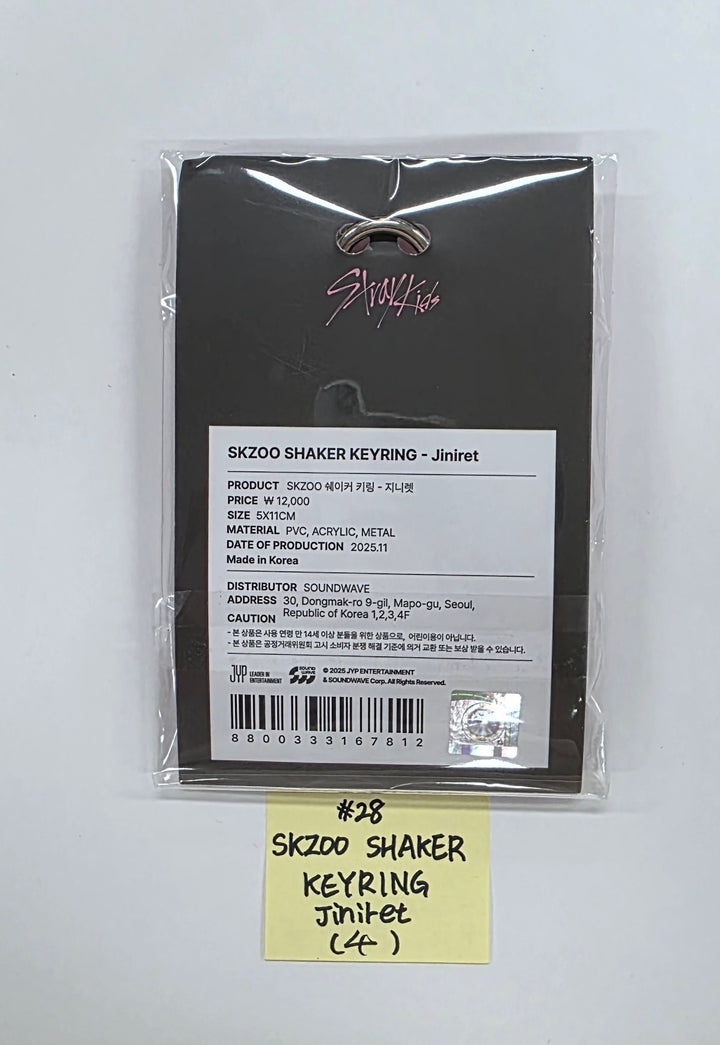 Stray Kids
SKZOO SHAKER KEYRING - Jiniret
PRODUCT SKZOO 쉐이커 키링 - 지니렛
PRICE ₩ 12,000
SIZE 5X11CM
MATERIAL PVC, ACRYLIC, METAL
DATE OF PRODUCTION 2025.11
Made in Korea
DISTRIBUTOR SOUNDWAVE
ADDRESS 30, Dongmak-ro 9-gil, Mapo-gu, Seoul,
Republic of Korea 1,2,3,4F
CAUTION
- 본 상품은 사용 연령 만 14세 이상 분들을 위한 상품으로, 어린이용이 아닙니다.
- 본 상품은 공정거래위원회 고시 소비자 분쟁 해결 기준에 의거 교환 또는 보상 받을 수 있습니다.
JYP LEADER IN
ENTERTAINMENT
SOUND
WAVE
© 2025 JYP ENTERTAINMENT
& SOUNDWAVE Corp. All Rights Reserved.
8800333167812
#28
SKZOO SHAKER
KEYRING
Jiniret
(4)